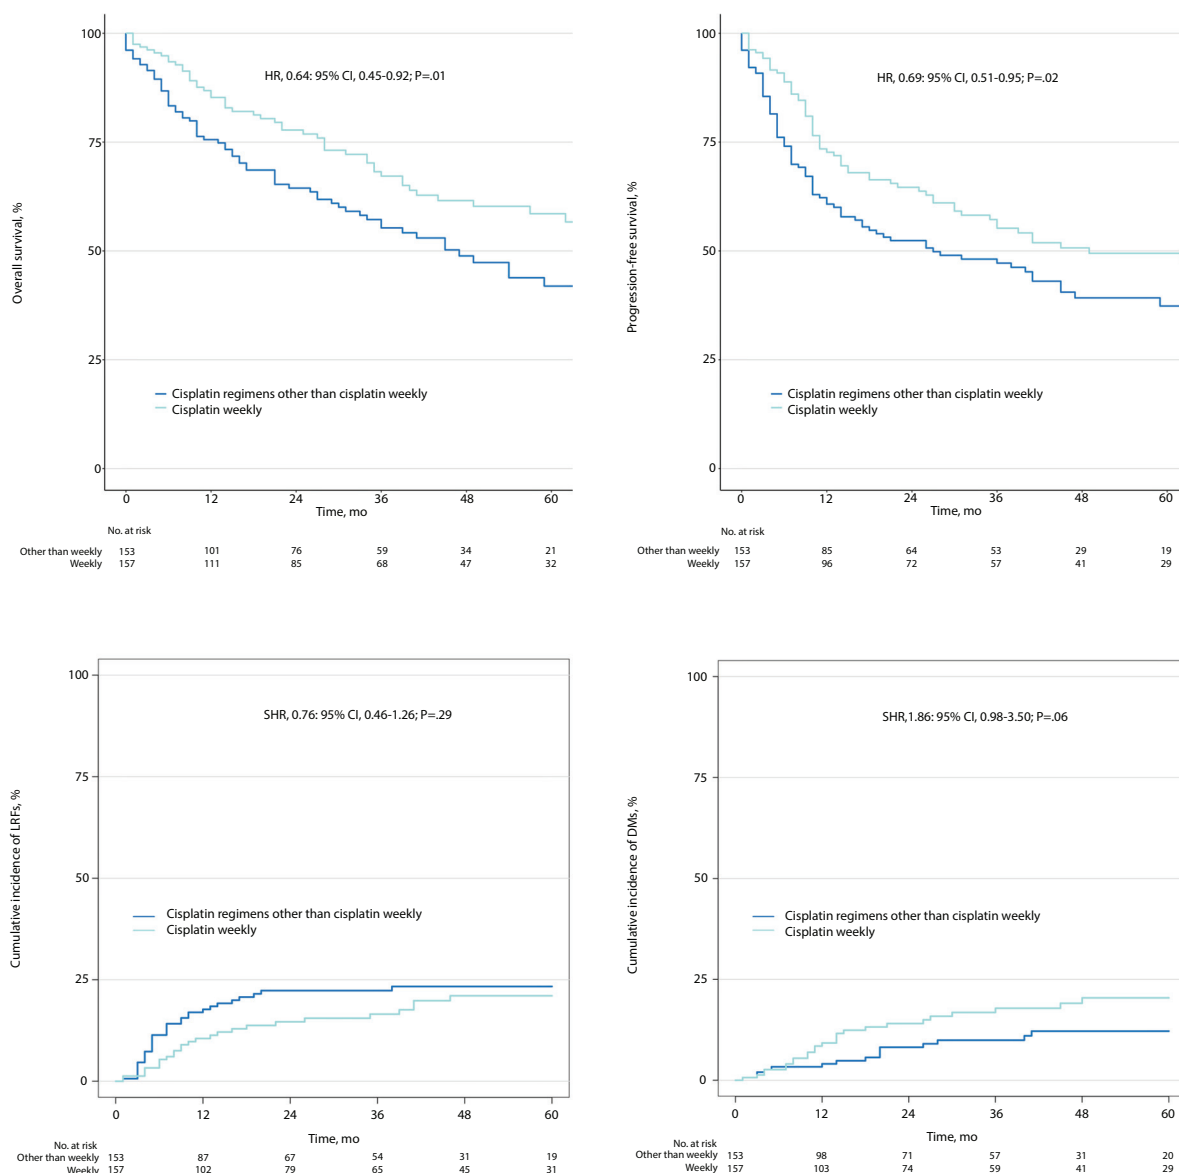 100
75
50
25
0
Overall survival, %
HR, 0.64: 95% CI, 0.45-0.92; P=.01
Cisplatin regimens other than cisplatin weekly
Cisplatin weekly
0 12 24 36 48 60
Time, mo
No. at risk
Other than weekly 153 101 76 59 34 21
Weekly 157 111 85 68 47 32
100
75
50
25
0
Progression-free survival, %
HR, 0.69: 95% CI, 0.51-0.95; P=.02
Cisplatin regimens other than cisplatin weekly
Cisplatin weekly
0 12 24 36 48 60
Time, mo
No. at risk
Other than weekly 153 85 64 53 29 19
Weekly 157 96 72 57 41 29
100
75
50
25
0
Cumulative incidence of LRFs, %
SHR, 0.76: 95% CI, 0.46-1.26; P=.29
Cisplatin regimens other than cisplatin weekly
Cisplatin weekly
0 12 24 36 48 60
Time, mo
No. at risk
Other than weekly 153 87 67 54 31 19
Weekly 157 102 79 65 45 31
100
75
50
25
0
Cumulative incidence of DMs, %
SHR,1.86: 95% CI, 0.98-3.50; P=.06
Cisplatin regimens other than cisplatin weekly
Cisplatin weekly
0 12 24 36 48 60
Time, mo
No. at risk
Other than weekly 153 98 71 57 31 20
Weekly 157 103 74 59 41 29